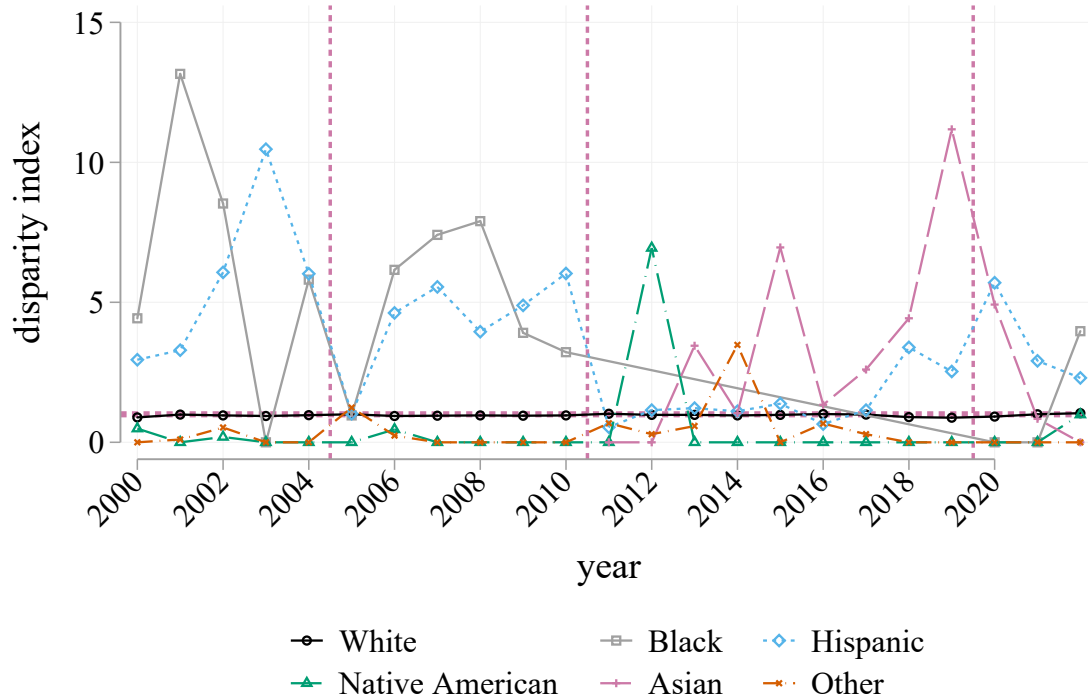 15
10
5
0
disparity index
2000 2002 2004 2006 2008 2010 2012 2014 2016 2018 2020
year
White Black Hispanic
Native American Asian Other